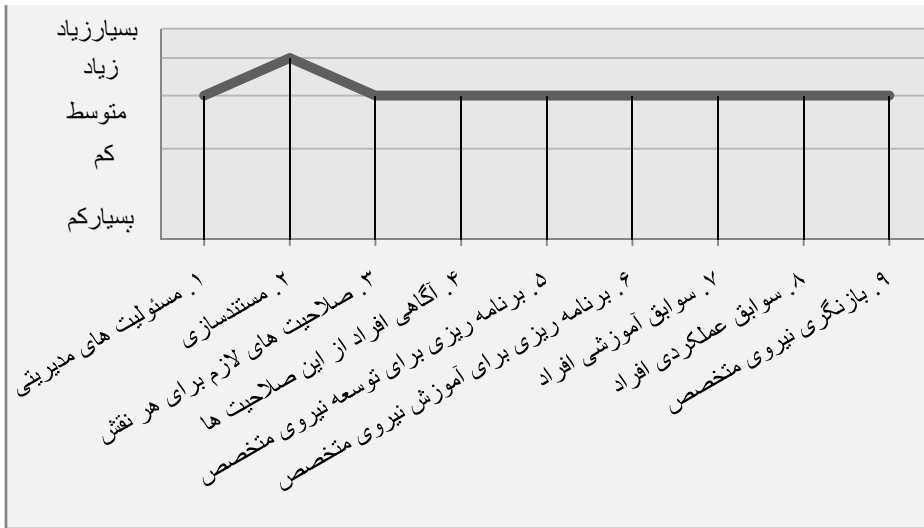 بسیارزیاد
زیاد
متوسط
کم
بسیارکم
۱. مسئولیت های مدیریتی
۲. مستندسازی
۳. صلاحیت های لازم برای هر نقش
۴. آگاهی افراد از این صلاحیت ها
۵. برنامه ریزی برای توسعه نیروی متخصص
۶. برنامه ریزی برای آموزش نیروی متخصص
۷. سوابق آموزشی افراد
۸. سوابق عملکردی افراد
۹. بازنگری نیروی متخصص